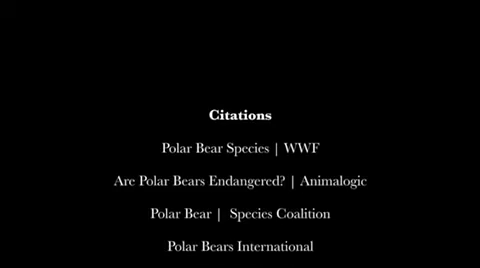 Citations
Polar Bear Species | WWF
Are Polar Bears Endangered? | Animalogic
Polar Bear |  Species Coalition
Polar Bears International